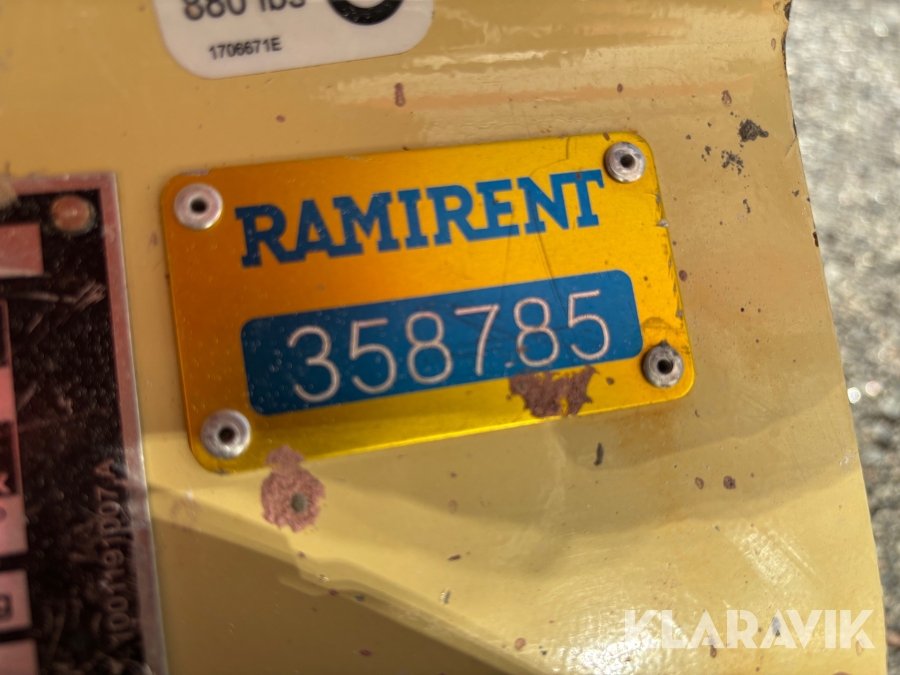 880 lbs
1706671E
RAMIRENT
358785
KLARAVIK